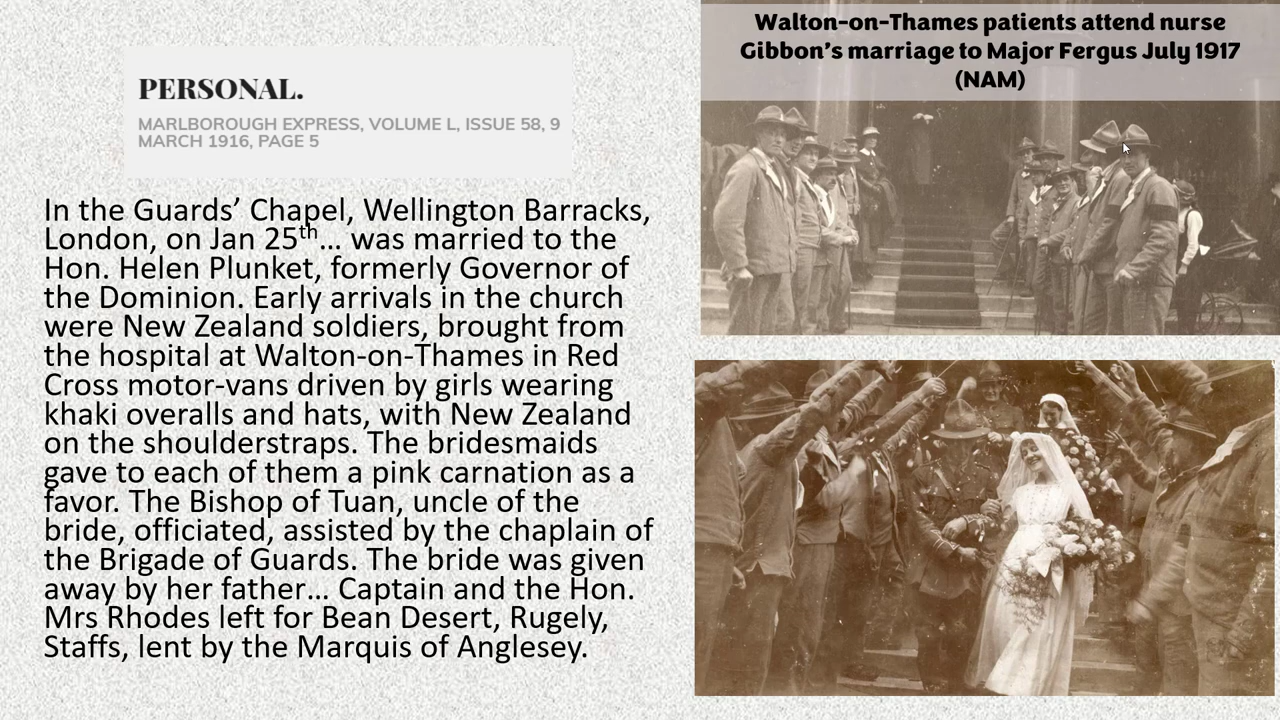 PERSONAL.
MARLBOROUGH EXPRESS, VOLUME L, ISSUE 58, 9
MARCH 1916, PAGE 5
In the Guards’ Chapel, Wellington Barracks,
London, on Jan 25th… was married to the
Hon. Helen Plunket, formerly Governor of
the Dominion. Early arrivals in the church
were New Zealand soldiers, brought from
the hospital at Walton-on-Thames in Red
Cross motor-vans driven by girls wearing
khaki overalls and hats, with New Zealand
on the shoulderstraps. The bridesmaids
gave to each of them a pink carnation as a
favor. The Bishop of Tuan, uncle of the
bride, officiated, assisted by the chaplain of
the Brigade of Guards. The bride was given
away by her father… Captain and the Hon.
Mrs Rhodes left for Bean Desert, Rugely,
Staffs, lent by the Marquis of Anglesey.
Walton-on-Thames patients attend nurse
Gibbon’s marriage to Major Fergus July 1917
(NAM)